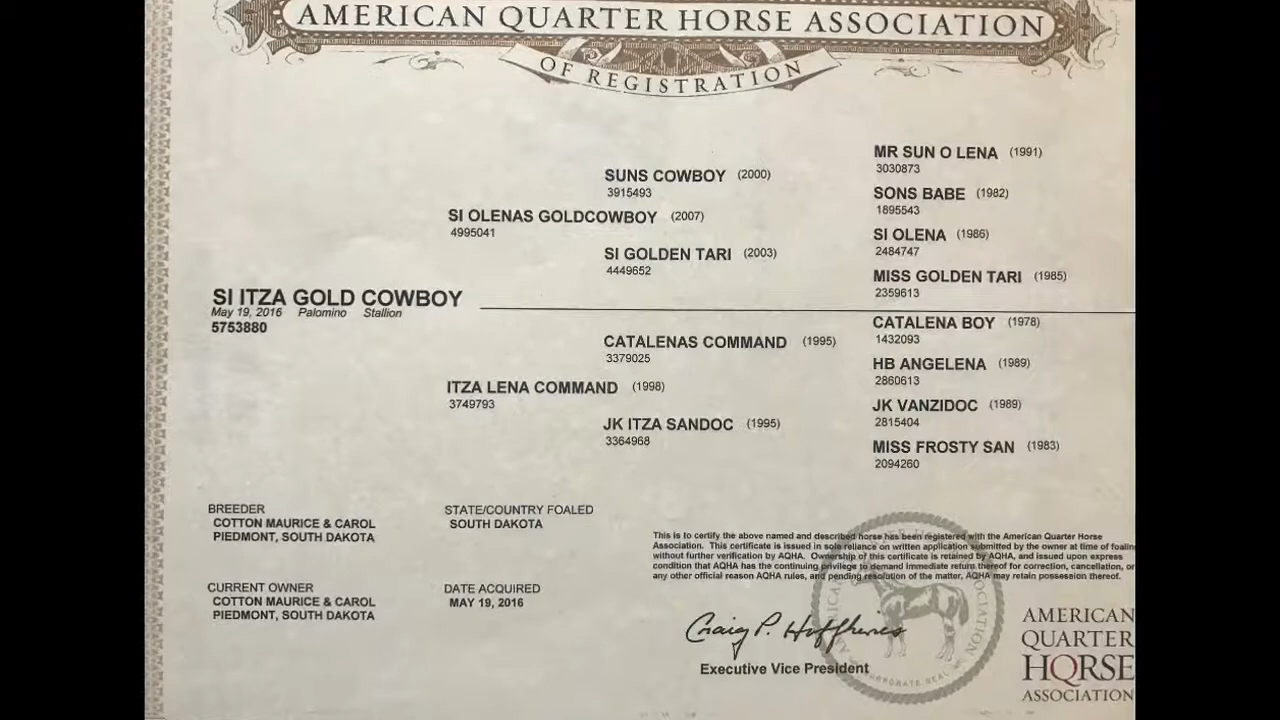 AMERICAN QUARTER HORSE ASSOCIATION
OF REGISTRATION
MR SUN O LENA (1991)
3030873
SUNS COWBOY (2000)
3915493
SONS BABE (1982)
1895543
SI OLENAS GOLDCOWBOY (2007)
4995041
SI OLENA (1986)
2484747
SI GOLDEN TARI (2003)
4449652
MISS GOLDEN TARI (1985)
2359613
SI ITZA GOLD COWBOY
May 19, 2016 Palomino Stallion
5753880
CATALENA BOY (1978)
1432093
CATALENAS COMMAND (1995)
3379025
HB ANGELENA (1989)
2860613
ITZA LENA COMMAND (1998)
3749793
JK VANZIDOC (1989)
2815404
JK ITZA SANDOC (1995)
3364968
MISS FROSTY SAN (1983)
2094260
BREEDER
COTTON MAURICE & CAROL
PIEDMONT, SOUTH DAKOTA
STATE/COUNTRY FOALED
SOUTH DAKOTA
CURRENT OWNER
COTTON MAURICE & CAROL
PIEDMONT, SOUTH DAKOTA
DATE ACQUIRED
MAY 19, 2016
This is to certify the above named and described horse has been registered with the American Quarter Horse
Association. This certificate is issued in sole reliance on written application submitted by the owner at time of foalin
without further verification by AQHA. Ownership of this certificate is retained by AQHA, and issued upon express
condition that AQHA has the continuing privilege to demand immediate return thereof for correction, cancellation, or
any other official reason AQHA rules, and pending resolution of the matter, AQHA may retain possession thereof.
Craig P. Huffhines
Executive Vice President
AMERICAN
QUARTER
HORSE
ASSOCIATION